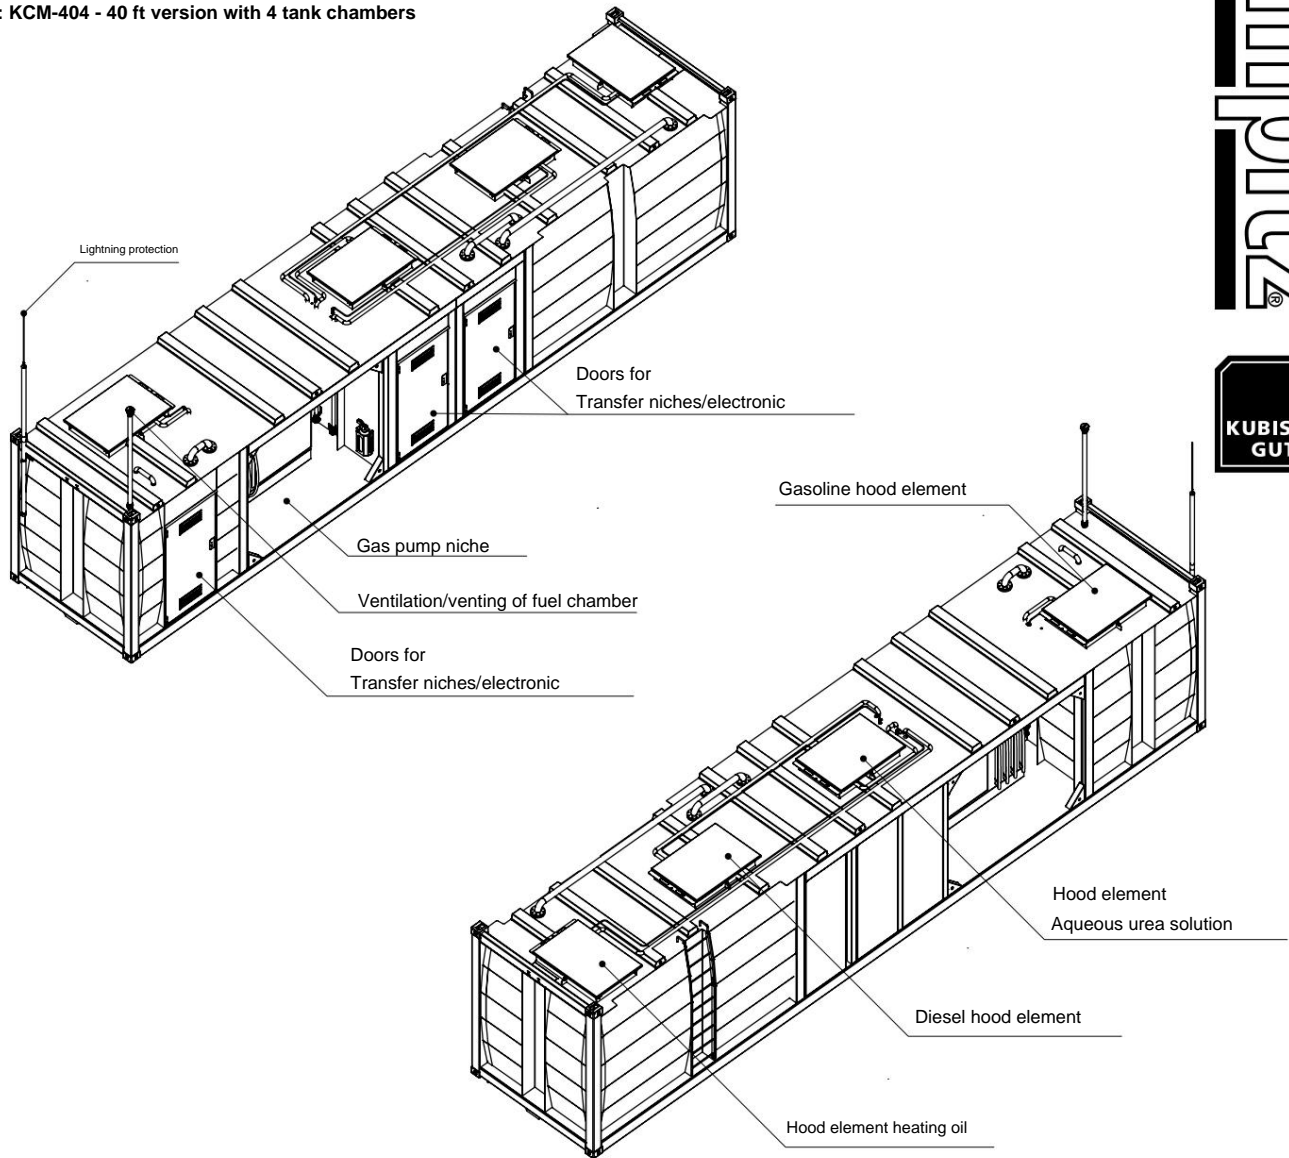 : KCM-404 - 40 ft version with 4 tank chambers
Lightning protection
Doors for
Transfer niches/electronic
Gas pump niche
Ventilation/venting of fuel chamber
Doors for
Transfer niches/electronic
Gasoline hood element
Hood element
Aqueous urea solution
Diesel hood element
Hood element heating oil
KUBIS
GUT
®